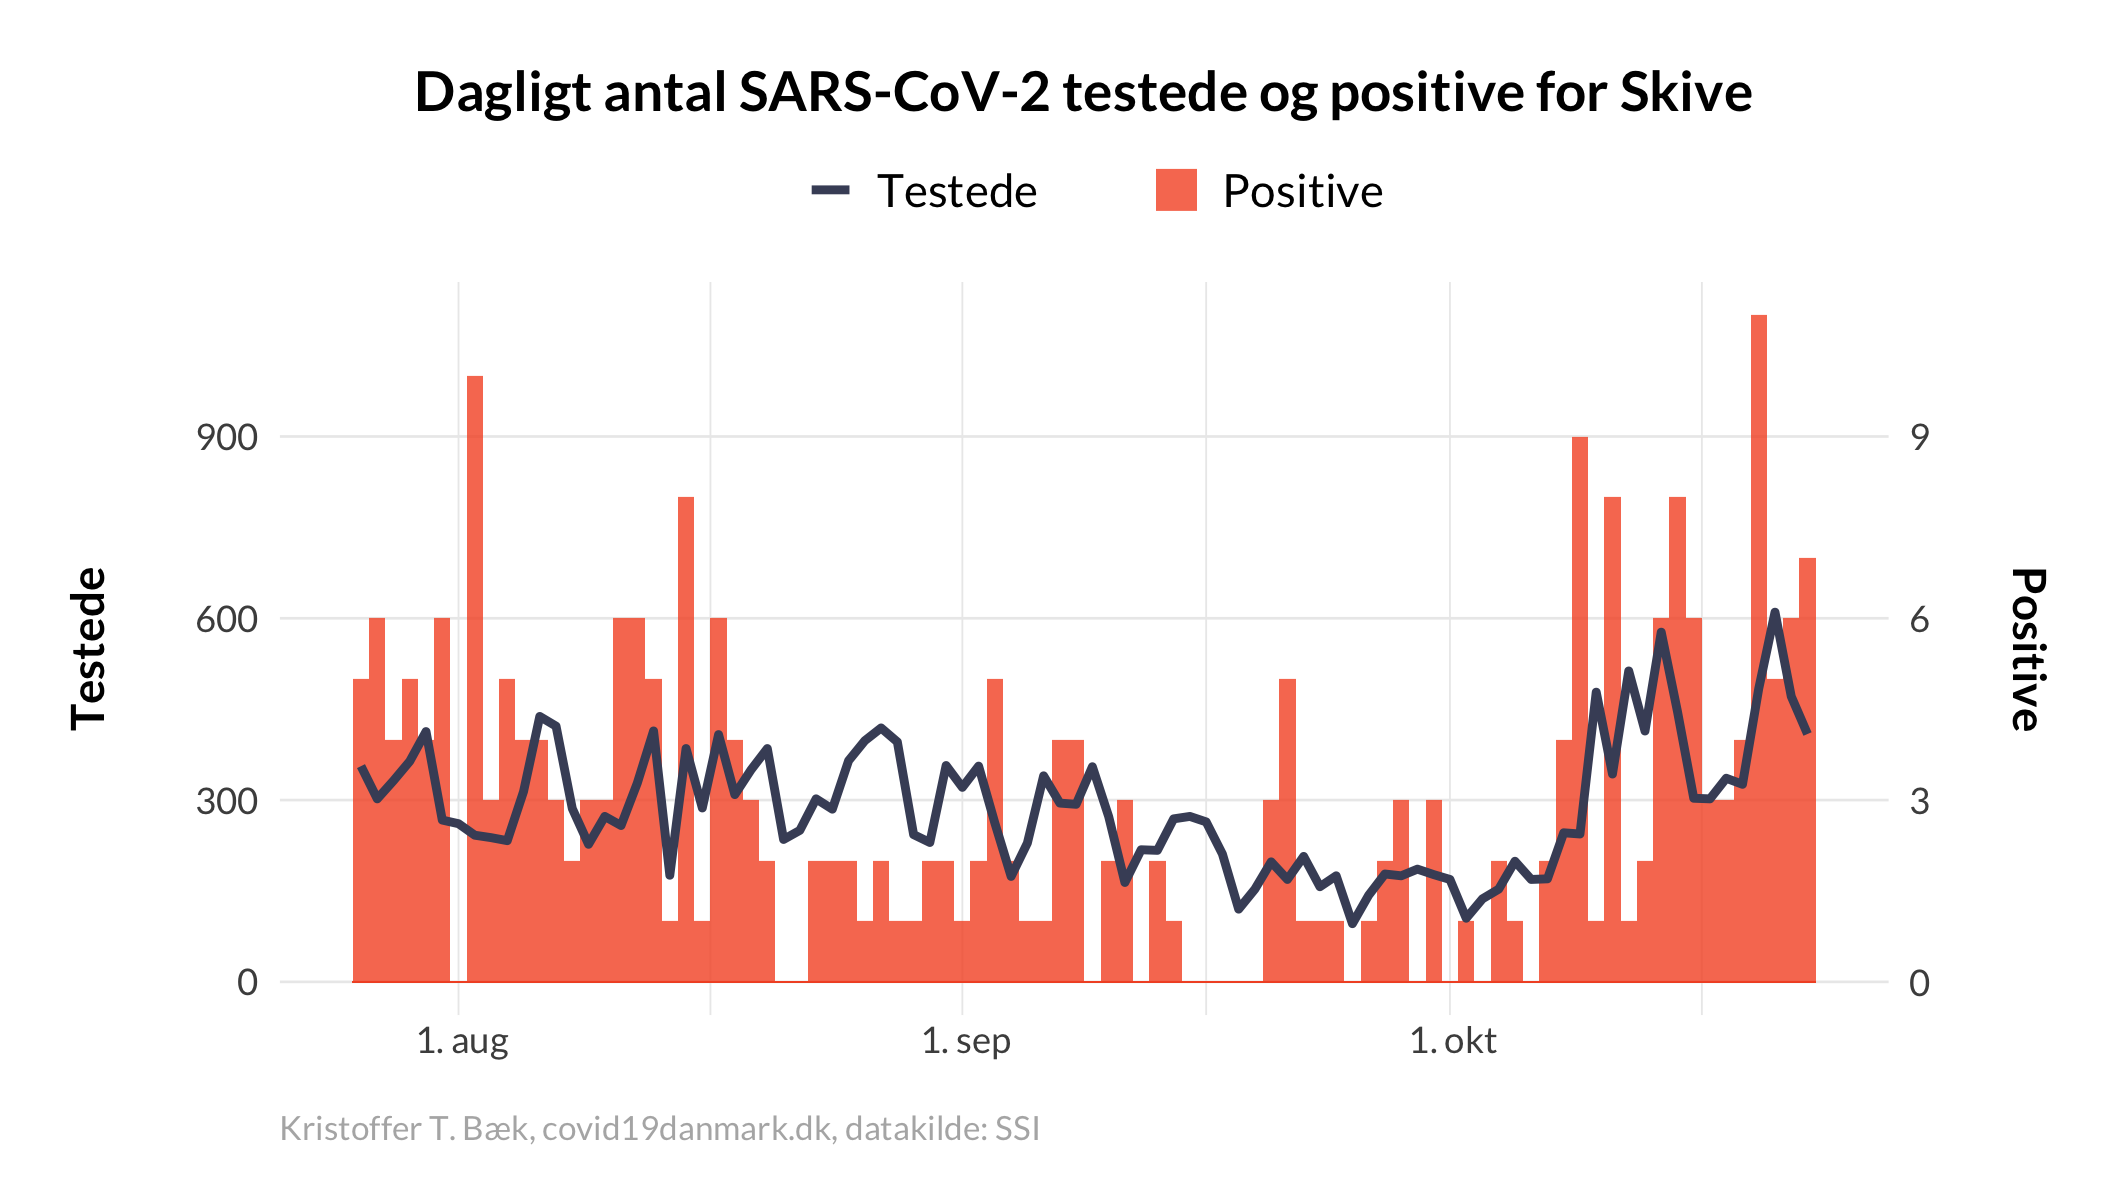 Dagligt antal SARS-CoV-2 testede og positive for Skive
Testede
Positive
900
600
300
0
Testede
9
6
3
0
Positive
1. aug
1. sep
1. okt
Kristoffer T. Bæk, covid19danmark.dk, datakilde: SSI